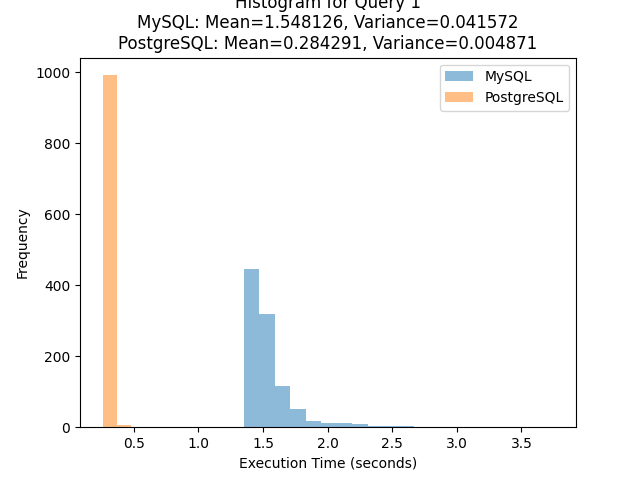 Histogram for Query 1
MySQL: Mean=1.548126, Variance=0.041572
PostgreSQL: Mean=0.284291, Variance=0.004871
MySQL
PostgreSQL
1000
800
600
400
200
0
Frequency
0.5 1.0 1.5 2.0 2.5 3.0 3.5
Execution Time (seconds)